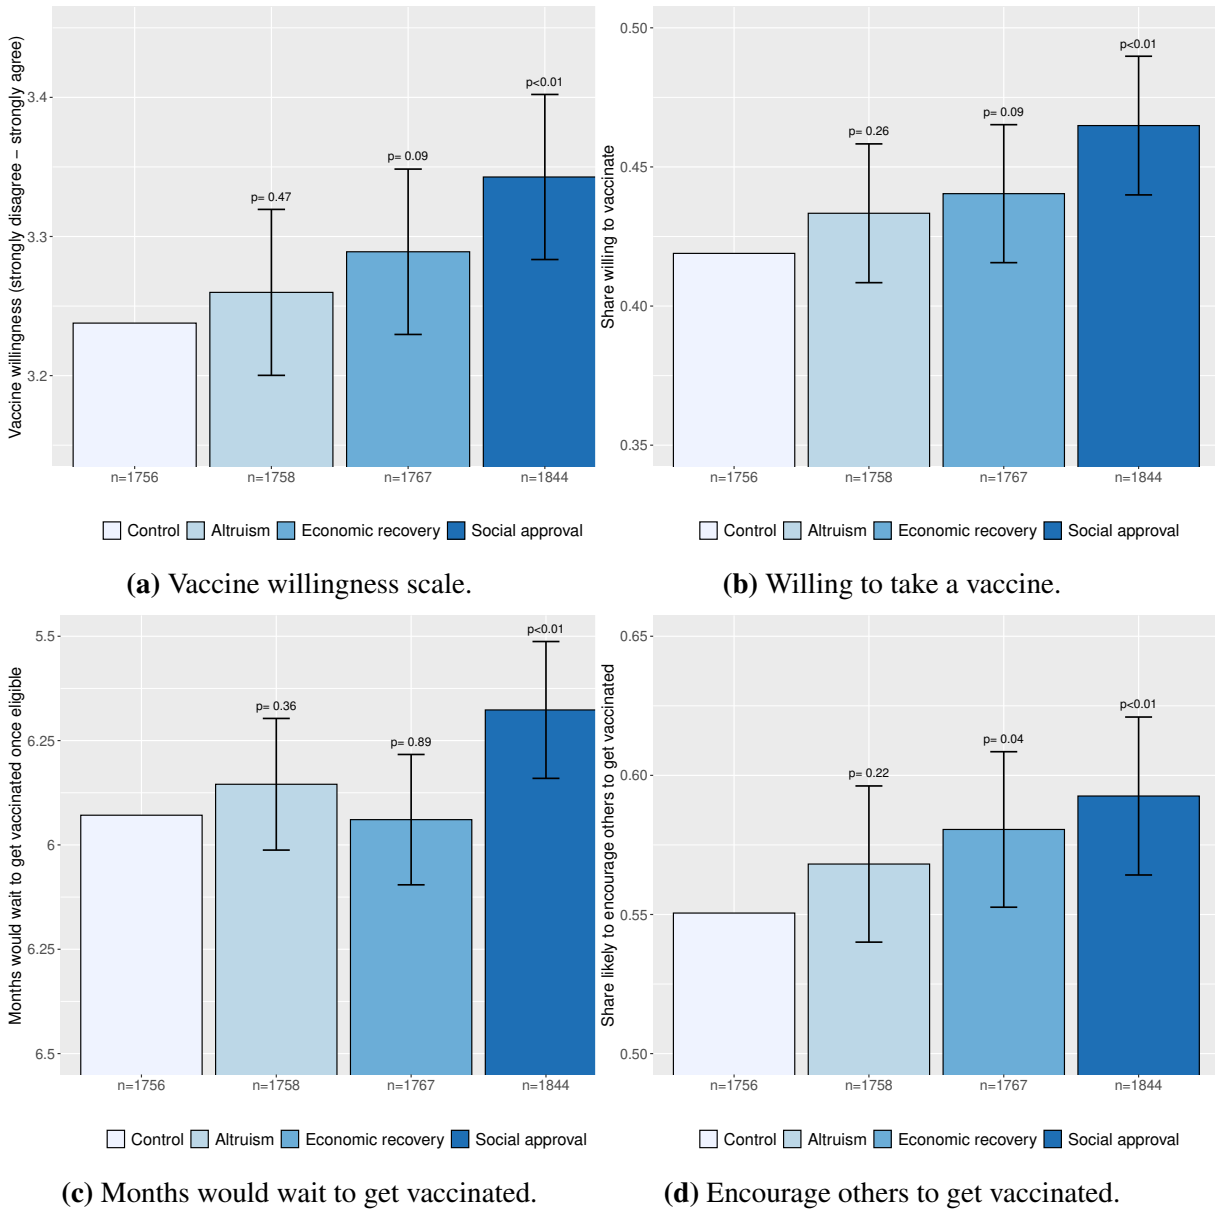 Vaccine willingness (strongly disagree – strongly agree)
3.4
3.3
3.2
p= 0.47
p= 0.09
p<0.01
n=1756
n=1758
n=1767
n=1844
Control Altruism Economic recovery Social approval
(a) Vaccine willingness scale.
Share willing to vaccinate
0.50
0.45
0.40
0.35
p= 0.26
p= 0.09
p<0.01
n=1756
n=1758
n=1767
n=1844
Control Altruism Economic recovery Social approval
(b) Willing to take a vaccine.
Months would wait to get vaccinated once eligible
5.5
6.25
6
6.25
6.5
p= 0.36
p= 0.89
p<0.01
n=1756
n=1758
n=1767
n=1844
Control Altruism Economic recovery Social approval
(c) Months would wait to get vaccinated.
Share likely to encourage others to get vaccinated
0.65
0.60
0.55
0.50
p= 0.22
p= 0.04
p<0.01
n=1756
n=1758
n=1767
n=1844
Control Altruism Economic recovery Social approval
(d) Encourage others to get vaccinated.